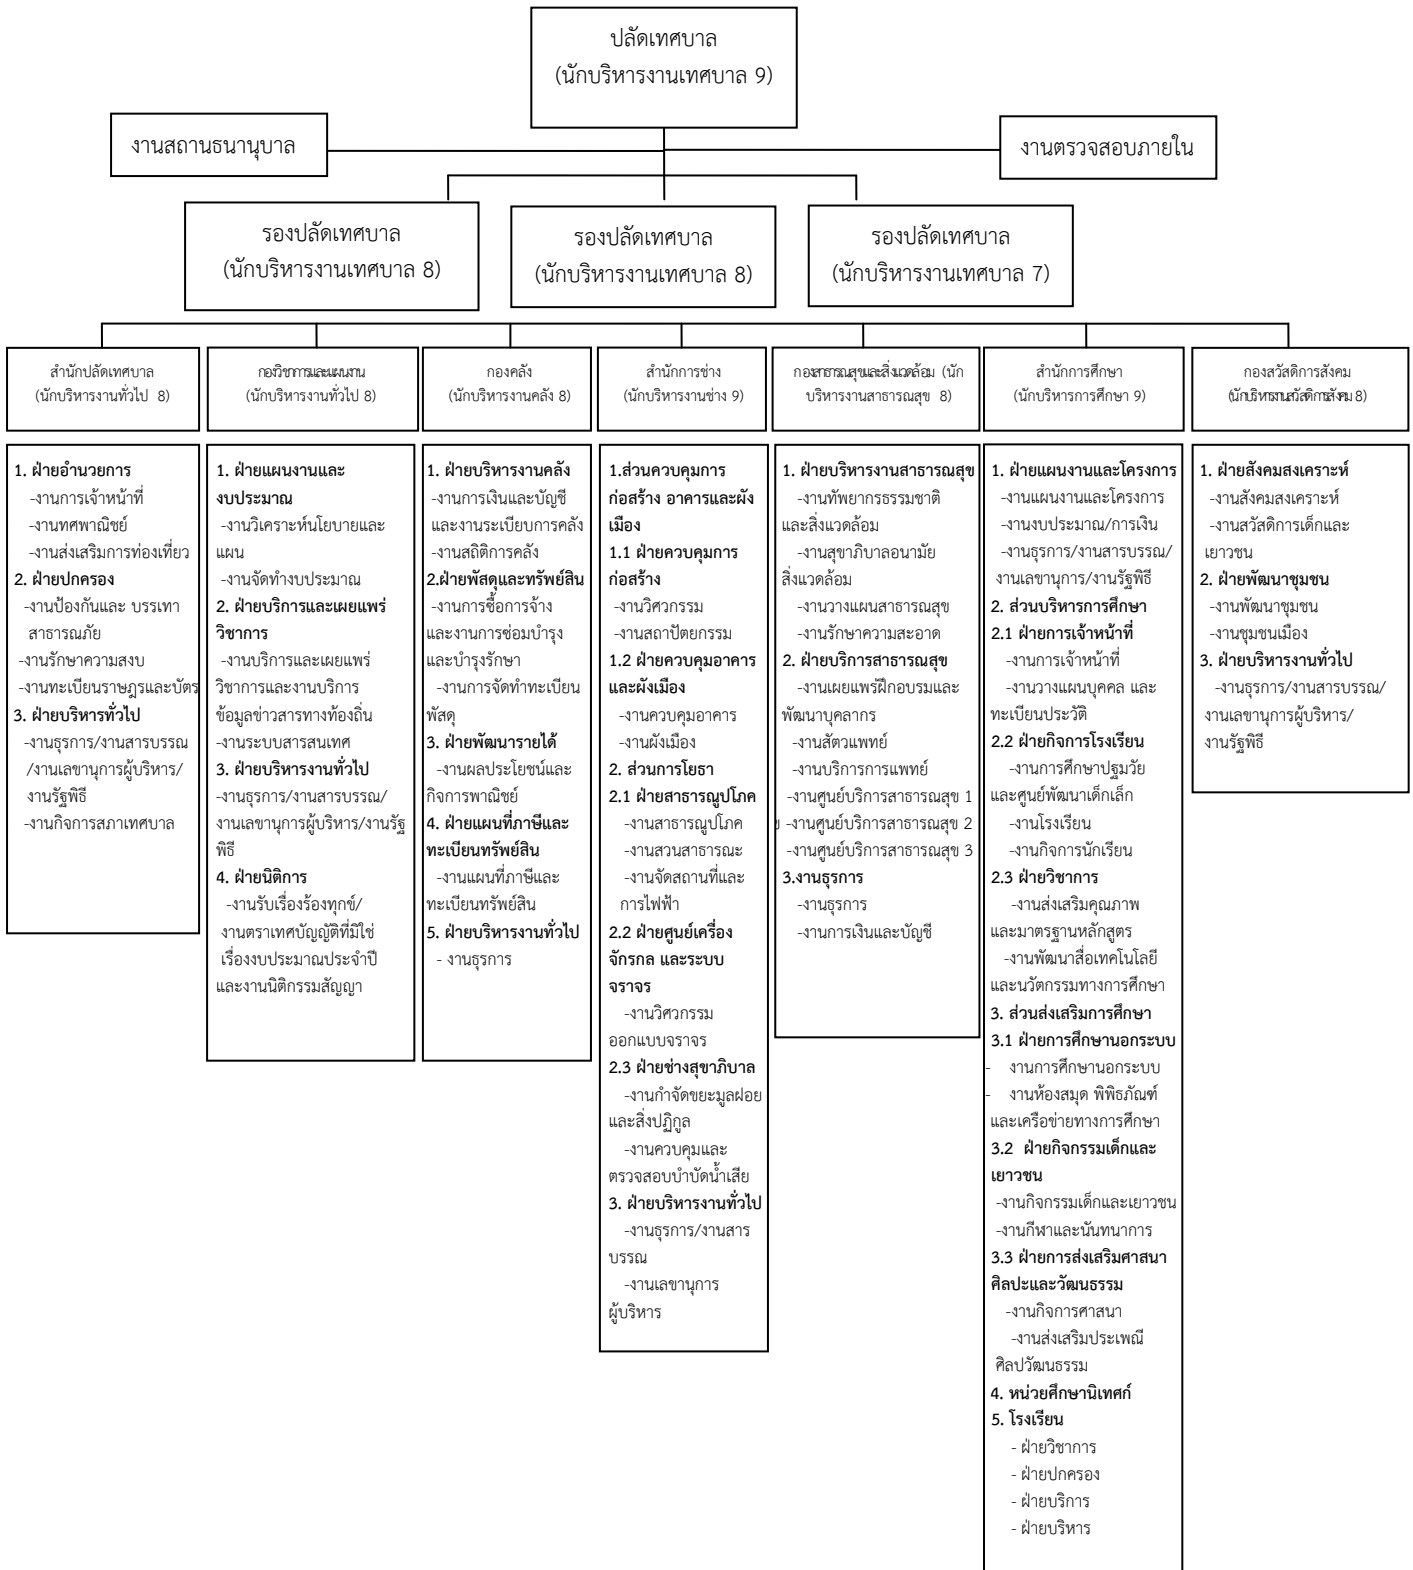 ปลัดเทศบาล
(นักบริหารงานเทศบาล 9)
งานสถานธนานุบาล
งานตรวจสอบภายใน
รองปลัดเทศบาล
(นักบริหารงานเทศบาล 8)
รองปลัดเทศบาล
(นักบริหารงานเทศบาล 8)
รองปลัดเทศบาล
(นักบริหารงานเทศบาล 7)
สำนักปลัดเทศบาล
(นักบริหารงานทั่วไป 8)
กองวิชาการและแผนงาน
(นักบริหารงานทั่วไป 8)
กองคลัง
(นักบริหารงานคลัง 8)
สำนักการช่าง
(นักบริหารงานช่าง 9)
กองสาธารณสุขและสิ่งแวดล้อม (นัก
บริหารงานสาธารณสุข 8)
สำนักการศึกษา
(นักบริหารการศึกษา 9)
กองสวัสดิการสังคม
(นักบริหารงานสวัสดิการสังคม 8)
1. ฝ่ายอำนวยการ
-งานการเจ้าหน้าที่
-งานทศพาณิชย์
-งานส่งเสริมการท่องเที่ยว
2. ฝ่ายปกครอง
-งานป้องกันและ บรรเทา
สาธารณภัย
-งานรักษาความสงบ
-งานทะเบียนราษฎรและบัตร
3. ฝ่ายบริหารทั่วไป
-งานธุรการ/งานสารบรรณ
/งานเลขานุการผู้บริหาร/
งานรัฐพิธี
-งานกิจการสภาเทศบาล
1. ฝ่ายแผนงานและ
งบประมาณ
-งานวิเคราะห์นโยบายและ
แผน
-งานจัดทำงบประมาณ
2. ฝ่ายบริการและเผยแพร่
วิชาการ
-งานบริการและเผยแพร่
วิชาการและงานบริการ
ข้อมูลข่าวสารทางท้องถิ่น
-งานระบบสารสนเทศ
3. ฝ่ายบริหารงานทั่วไป
-งานธุรการ/งานสารบรรณ/
งานเลขานุการผู้บริหาร/งานรัฐ
พิธี
4. ฝ่ายนิติการ
-งานรับเรื่องร้องทุกข์/
งานตราเทศบัญญัติที่มิใช่
เรื่องงบประมาณประจำปี
และงานนิติกรรมสัญญา
1. ฝ่ายบริหารงานคลัง
-งานการเงินและบัญชี
และงานระเบียบการคลัง
-งานสถิติการคลัง
2.ฝ่ายพัสดุและทรัพย์สิน
-งานการซื้อการจ้าง
และงานการซ่อมบำรุง
และบำรุงรักษา
-งานการจัดทำทะเบียน
พัสดุ
3. ฝ่ายพัฒนารายได้
-งานผลประโยชน์และ
กิจการพาณิชย์
4. ฝ่ายแผนที่ภาษีและ
ทะเบียนทรัพย์สิน
-งานแผนที่ภาษีและ
ทะเบียนทรัพย์สิน
5. ฝ่ายบริหารงานทั่วไป
- งานธุรการ
1.ส่วนควบคุมการ
ก่อสร้าง อาคารและผัง
เมือง
1.1 ฝ่ายควบคุมการ
ก่อสร้าง
-งานวิศวกรรม
-งานสถาปัตยกรรม
1.2 ฝ่ายควบคุมอาคาร
และผังเมือง
-งานควบคุมอาคาร
-งานผังเมือง
2. ส่วนการโยธา
2.1 ฝ่ายสาธารณูปโภค
-งานสาธารณูปโภค
-งานสวนสาธารณะ
-งานจัดสถานที่และ
การไฟฟ้า
2.2 ฝ่ายศูนย์เครื่อง
จักรกล และระบบ
จราจร
-งานวิศวกรรม
ออกแบบจราจร
2.3 ฝ่ายช่างสุขาภิบาล
-งานกำจัดขยะมูลฝอย
และสิ่งปฏิกูล
-งานควบคุมและ
ตรวจสอบบำบัดน้ำเสีย
3. ฝ่ายบริหารงานทั่วไป
-งานธุรการ/งานสาร
บรรณ
-งานเลขานุการ
ผู้บริหาร
1. ฝ่ายบริหารงานสาธารณสุข
-งานทัพยากรธรรมชาติ
และสิ่งแวดล้อม
-งานสุขาภิบาลอนามัย
สิ่งแวดล้อม
-งานวางแผนสาธารณสุข
-งานรักษาความสะอาด
2. ฝ่ายบริการสาธารณสุข
-งานเผยแพร่ฝึกอบรมและ
พัฒนาบุคลากร
-งานสัตวแพทย์
-งานบริการการแพทย์
-งานศูนย์บริการสาธารณสุข 1
-งานศูนย์บริการสาธารณสุข 2
-งานศูนย์บริการสาธารณสุข 3
3.งานธุรการ
-งานธุรการ
-งานการเงินและบัญชี
1. ฝ่ายแผนงานและโครงการ
-งานแผนงานและโครงการ
-งานงบประมาณ/การเงิน
-งานธุรการ/งานสารบรรณ/
งานเลขานุการ/งานรัฐพิธี
2. ส่วนบริหารการศึกษา
2.1 ฝ่ายการเจ้าหน้าที่
-งานการเจ้าหน้าที่
-งานวางแผนบุคคล และ
ทะเบียนประวัติ
2.2 ฝ่ายกิจการโรงเรียน
-งานการศึกษาปฐมวัย
และศูนย์พัฒนาเด็กเล็ก
-งานโรงเรียน
-งานกิจการนักเรียน
2.3 ฝ่ายวิชาการ
-งานส่งเสริมคุณภาพ
และมาตรฐานหลักสูตร
-งานพัฒนาสื่อเทคโนโลยี
และนวัตกรรมทางการศึกษา
3. ส่วนส่งเสริมการศึกษา
3.1 ฝ่ายการศึกษานอกระบบ
- งานการศึกษานอกระบบ
- งานห้องสมุด พิพิธภัณฑ์
และเครือข่ายทางการศึกษา
3.2 ฝ่ายกิจกรรมเด็กและ
เยาวชน
-งานกิจกรรมเด็กและเยาวชน
-งานกีฬาและนันทนาการ
3.3 ฝ่ายการส่งเสริมศาสนา
ศิลปะและวัฒนธรรม
-งานกิจการศาสนา
-งานส่งเสริมประเพณี
ศิลปวัฒนธรรม
4. หน่วยศึกษานิเทศก์
5. โรงเรียน
- ฝ่ายวิชาการ
- ฝ่ายปกครอง
- ฝ่ายบริการ
- ฝ่ายบริหาร
1. ฝ่ายสังคมสงเคราะห์
-งานสังคมสงเคราะห์
-งานสวัสดิการเด็กและ
เยาวชน
2. ฝ่ายพัฒนาชุมชน
-งานพัฒนาชุมชน
-งานชุมชนเมือง
3. ฝ่ายบริหารงานทั่วไป
-งานธุรการ/งานสารบรรณ/
งานเลขานุการผู้บริหาร/
งานรัฐพิธี